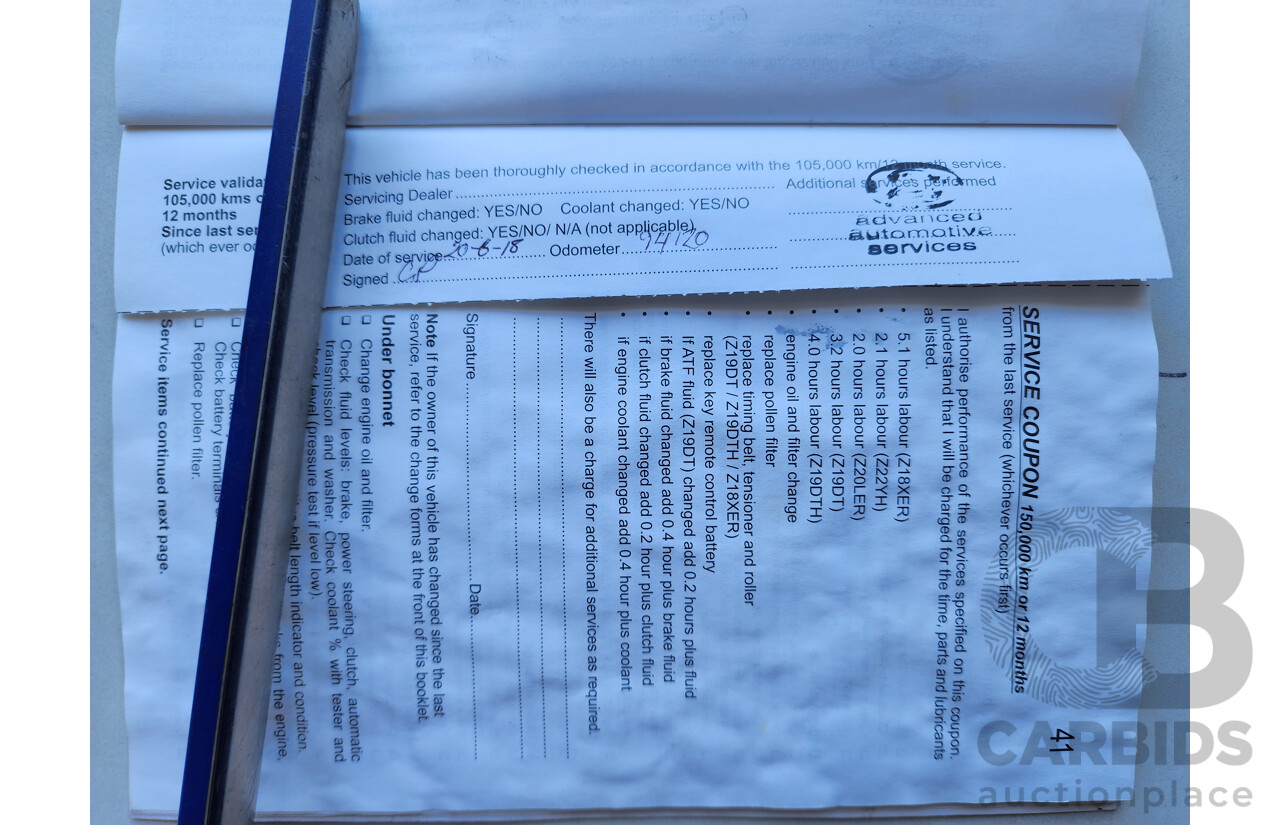 Service valida
105,000 kms
12 months
Since last ser
(which ever oc
This vehicle has been thoroughly checked in accordance with the 105,000 km/12 month service.
Servicing Dealer
Additional services performed
Brake fluid changed: YES/NO Coolant changed: YES/NO
Clutch fluid changed: YES/NO/ N/A (not applicable)
Date of service 20-6-18 Odometer 94120
Signed
advanced
automotive
services
SERVICE COUPON 150,000 km or 12 months
from the last service (whichever occurs first)
41
I authorise performance of the services specified on this coupon.
I understand that I will be charged for the time, parts and lubricants
as listed.
• 5.1 hours labour (Z18XER)
• 2.1 hours labour (Z22YH)
• 2.0 hours labour (Z20LER)
• 3.2 hours labour (Z19DT)
• 4.0 hours labour (Z19DTH)
• engine oil and filter change
• replace pollen filter
• replace timing belt, tensioner and roller
(Z19DT / Z19DTH / Z18XER)
• replace key remote control battery
• If ATF fluid (Z19DT) changed add 0.2 hours plus fluid
• if brake fluid changed add 0.4 hour plus brake fluid
• if clutch fluid changed add 0.2 hour plus clutch fluid
• if engine coolant changed add 0.4 hour plus coolant
There will also be a charge for additional services as required.
Signature Date
Note If the owner of this vehicle has changed since the last
service, refer to the change forms at the front of this booklet.
Under bonnet
❑ Change engine oil and filter.
❑ Check fluid levels: brake, power steering, clutch, automatic
transmission and washer. Check coolant % with tester and
level (pressure test if level low).
belt length indicator and condition.
from the engine,
❑ Check
Check battery terminals
❑ Replace pollen filter.
Service items continued next page.
CARBIDS
auctionplace